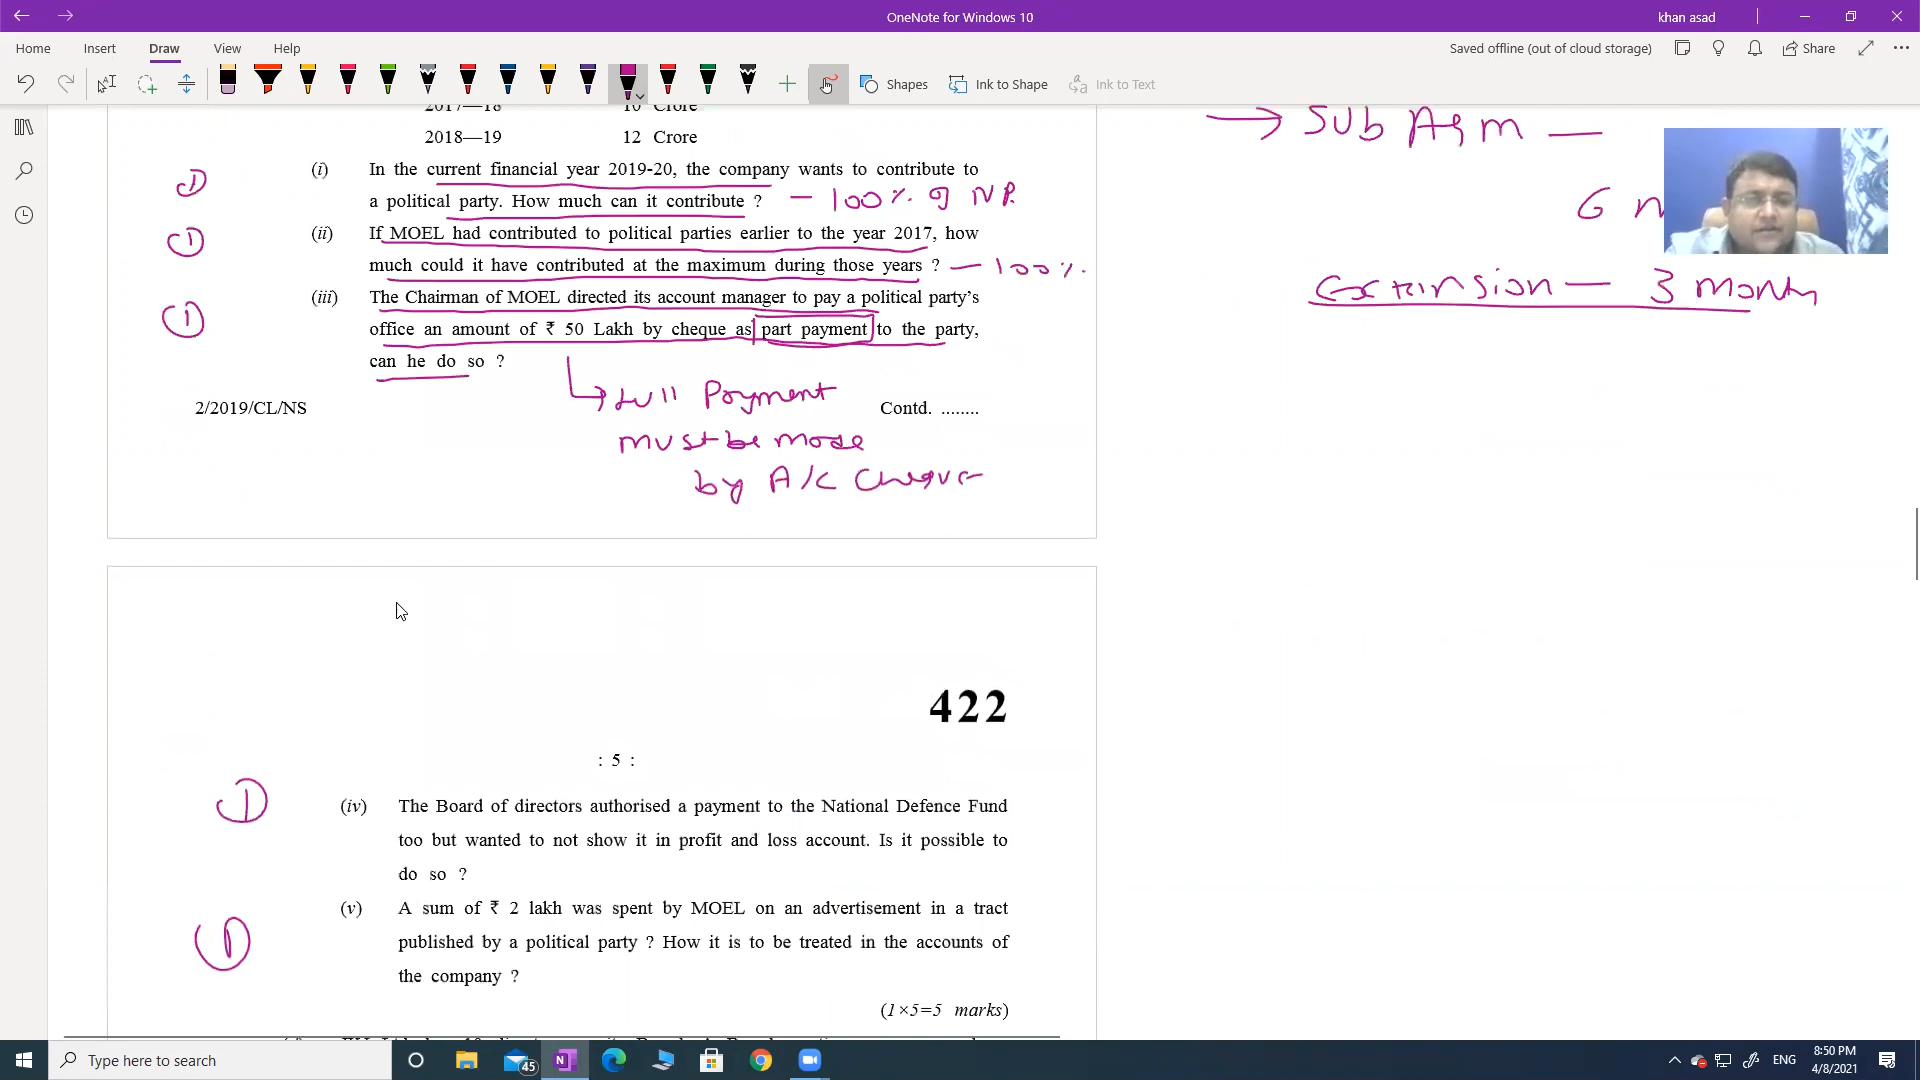 OneNote for Windows 10
khan asad
Home Insert Draw View Help
Saved offline (out of cloud storage) Share
Shapes Ink to Shape Ink to Text
2017—18 10 Crore
2018—19 12 Crore
(i) In the current financial year 2019-20, the company wants to contribute to
a political party. How much can it contribute ? — 100% of N.P.
(ii) If MOEL had contributed to political parties earlier to the year 2017, how
much could it have contributed at the maximum during those years ? — 100%.
(iii) The Chairman of MOEL directed its account manager to pay a political party's
office an amount of ₹ 50 Lakh by cheque as part payment to the party,
can he do so ?
Full Payment
must be made
by A/C Cheque
2/2019/CL/NS Contd. ........
→ Sub AGM —
6
Extension — 3 month
422
: 5 :
(iv) The Board of directors authorised a payment to the National Defence Fund
too but wanted to not show it in profit and loss account. Is it possible to
do so ?
(v) A sum of ₹ 2 lakh was spent by MOEL on an advertisement in a tract
published by a political party ? How it is to be treated in the accounts of
the company ?
(1×5=5 marks)
Type here to search
45
ENG
8:50 PM
4/8/2021